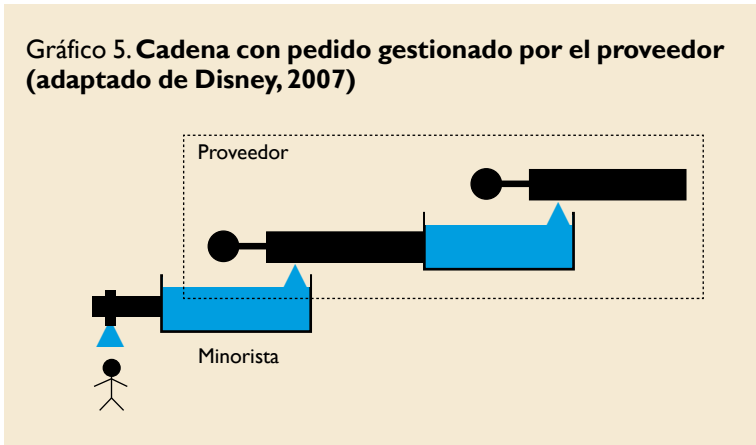 Gráfico 5. Cadena con pedido gestionado por el proveedor
(adaptado de Disney, 2007)
Proveedor
Minorista